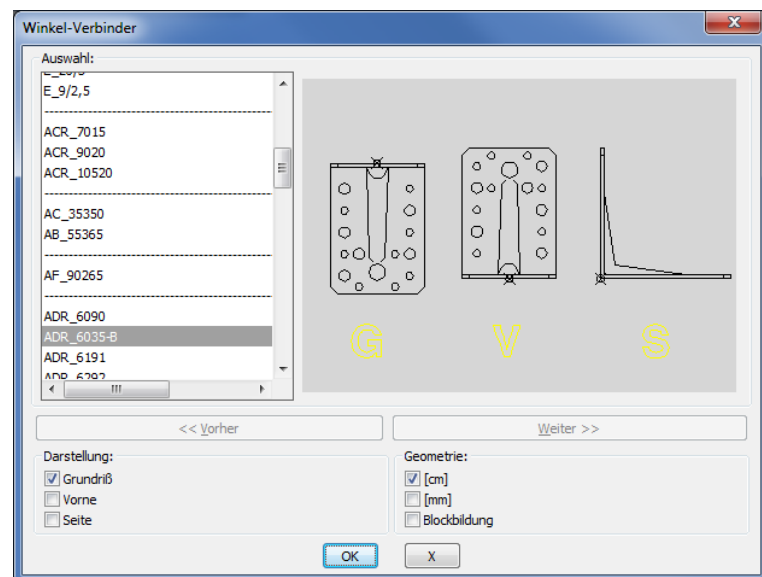 Winkel-Verbinder
X
Auswahl:
E_9/2,5
ACR_7015
ACR_9020
ACR_10520
AC_35350
AB_55365
AF_90265
ADR_6090
ADR_6035-B
ADR_6191
ADR_6292
G V S
<< Vorher
Weiter >>
Darstellung:
Grundriß
Vorne
Seite
Geometrie:
[cm]
[mm]
Blockbildung
OK
X